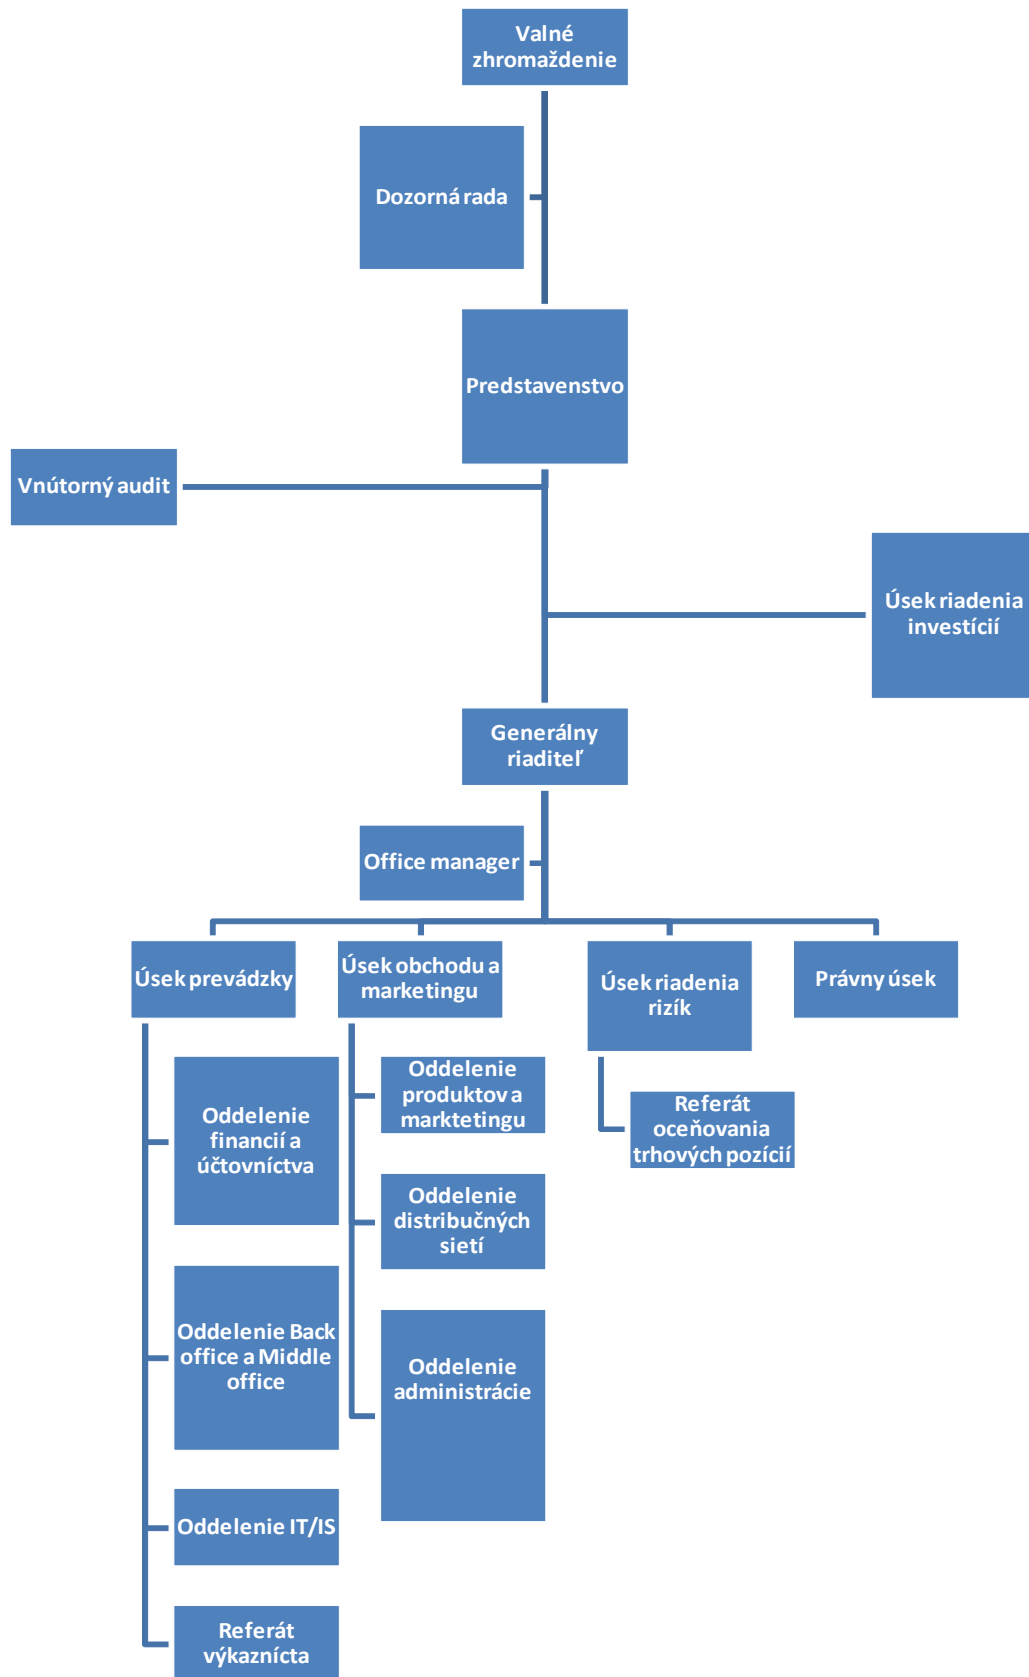 Valné
zhromaždenie
Dozorná rada
Predstavenstvo
Vnútorný audit
Úsek riadenia
investícií
Generálny
riaditeľ
Office manager
Úsek prevádzky
Úsek obchodu a
marketingu
Úsek riadenia
rizík
Právny úsek
Oddelenie
financií a
účtovníctva
Oddelenie Back
office a Middle
office
Oddelenie IT/IS
Referát
výkaznícta
Oddelenie
produktov a
marktetingu
Oddelenie
distribučných
sietí
Oddelenie
administrácie
Referát
oceňovania
trhových pozícií